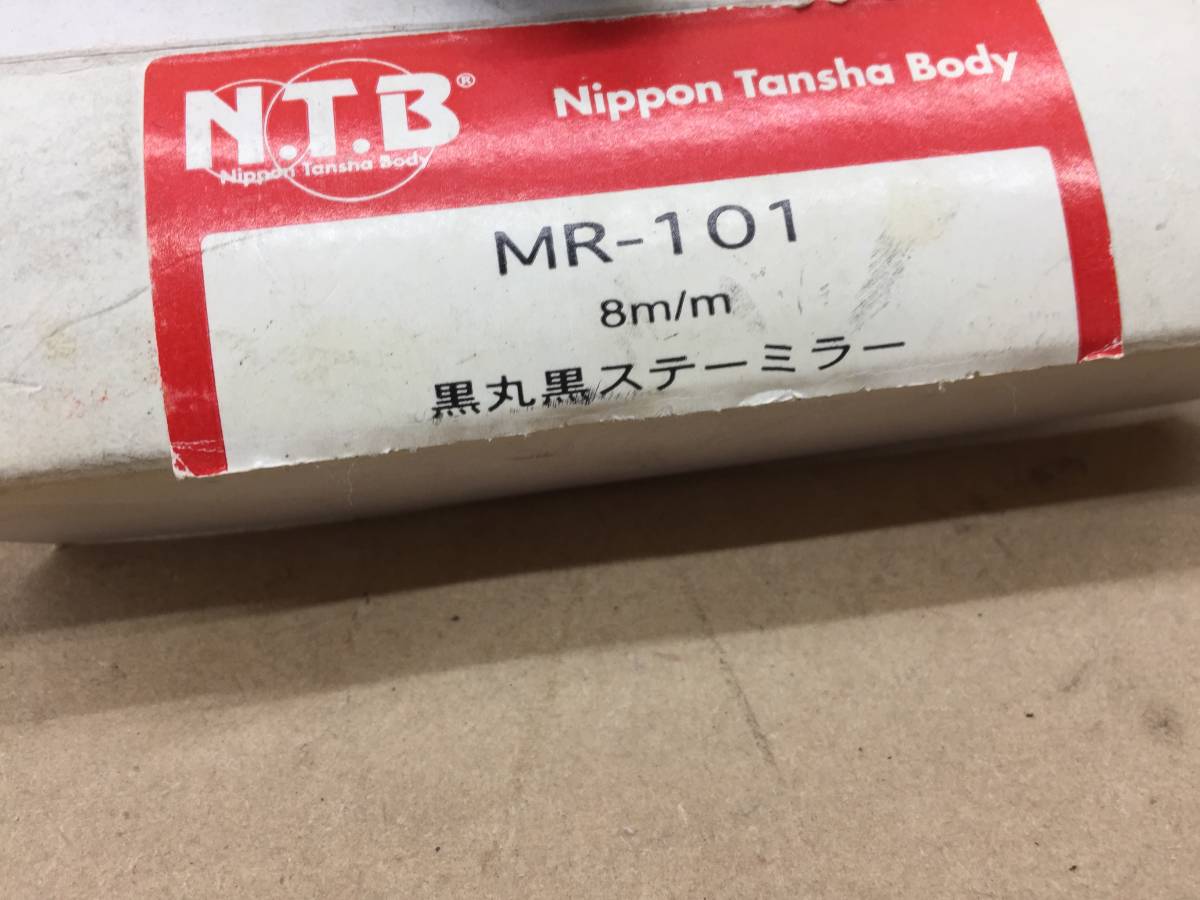 N.T.B®
Nippon Tansha Body
Nippon Tansha Body
MR-101
8m/m
黒丸黒ステーミラー